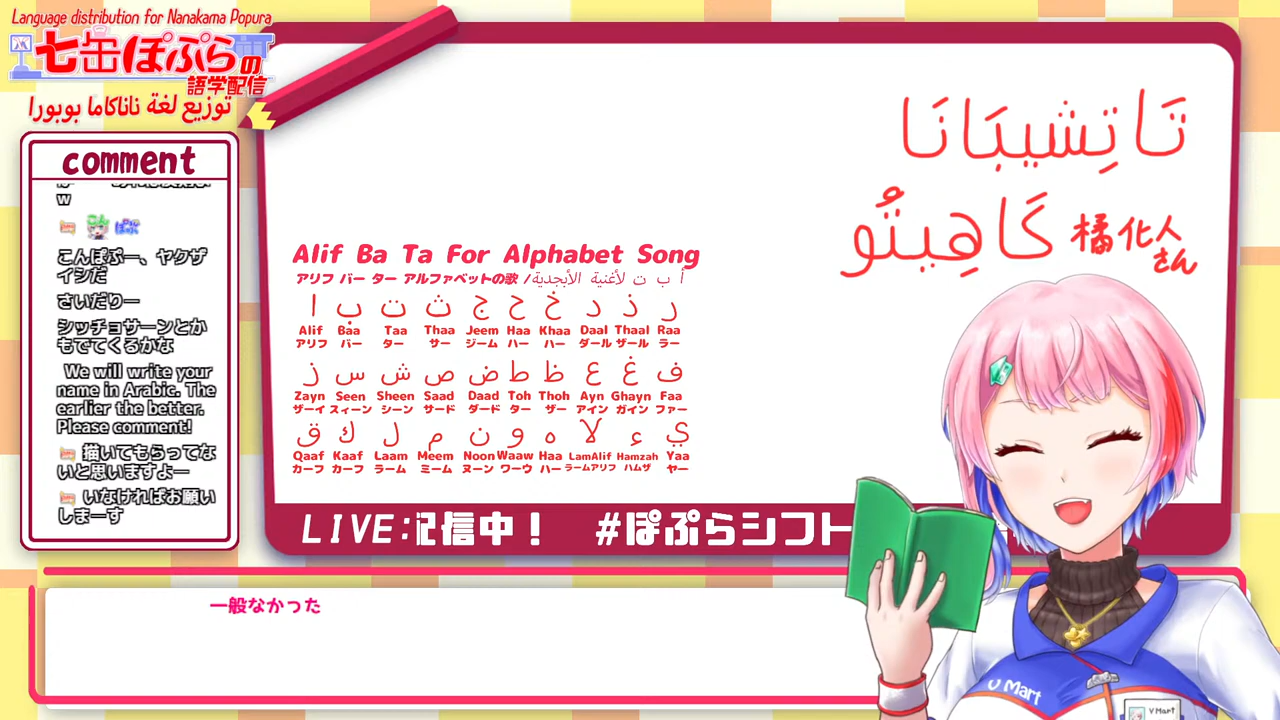 Language distribution for Nanakama Popura
七缶ぽぷらの
語学配信
توزيع لغة ناناكاما بوبورا
comment
w
こんぽぷー、ヤクザ
イシだ
さいだりー
シッチョサーンとか
もでてくるかな
We will write your
name in Arabic. The
earlier the better.
Please comment!
描いてもらってな
いと思いますよー
いなければお願い
しまーす
تَاتِشيبَانَا
كَاهِيتُو
橘化人
さん
Alif Ba Ta For Alphabet Song
アリフ バー ター アルファベットの歌 / أ ب ت لأغنية الأبجدية
ا ب ت ث ج ح خ د ذ ر
Alif Baa Taa Thaa Jeem Haa Khaa Daal Thaal Raa
アリフ バー ター サー ジーム ハー ハー ダール ザール ラー
ز س ش ص ض ط ظ ع غ ف
Zayn Seen Sheen Saad Daad Toh Thoh Ayn Ghayn Faa
ザーイ スィーン シーン サード ダード ター ザー アイン ガイン ファー
ق ك ل م ن و ه لا ء ي
Qaaf Kaaf Laam Meem Noon Waaw Haa LamAlif Hamzah Yaa
カーフ カーフ ラーム ミーム ヌーン ワーウ ハー ラームアリフ ハムザ ヤー
LIVE:配信中! #ぽぷらシフト
一般なかった
U Mart
V Mart